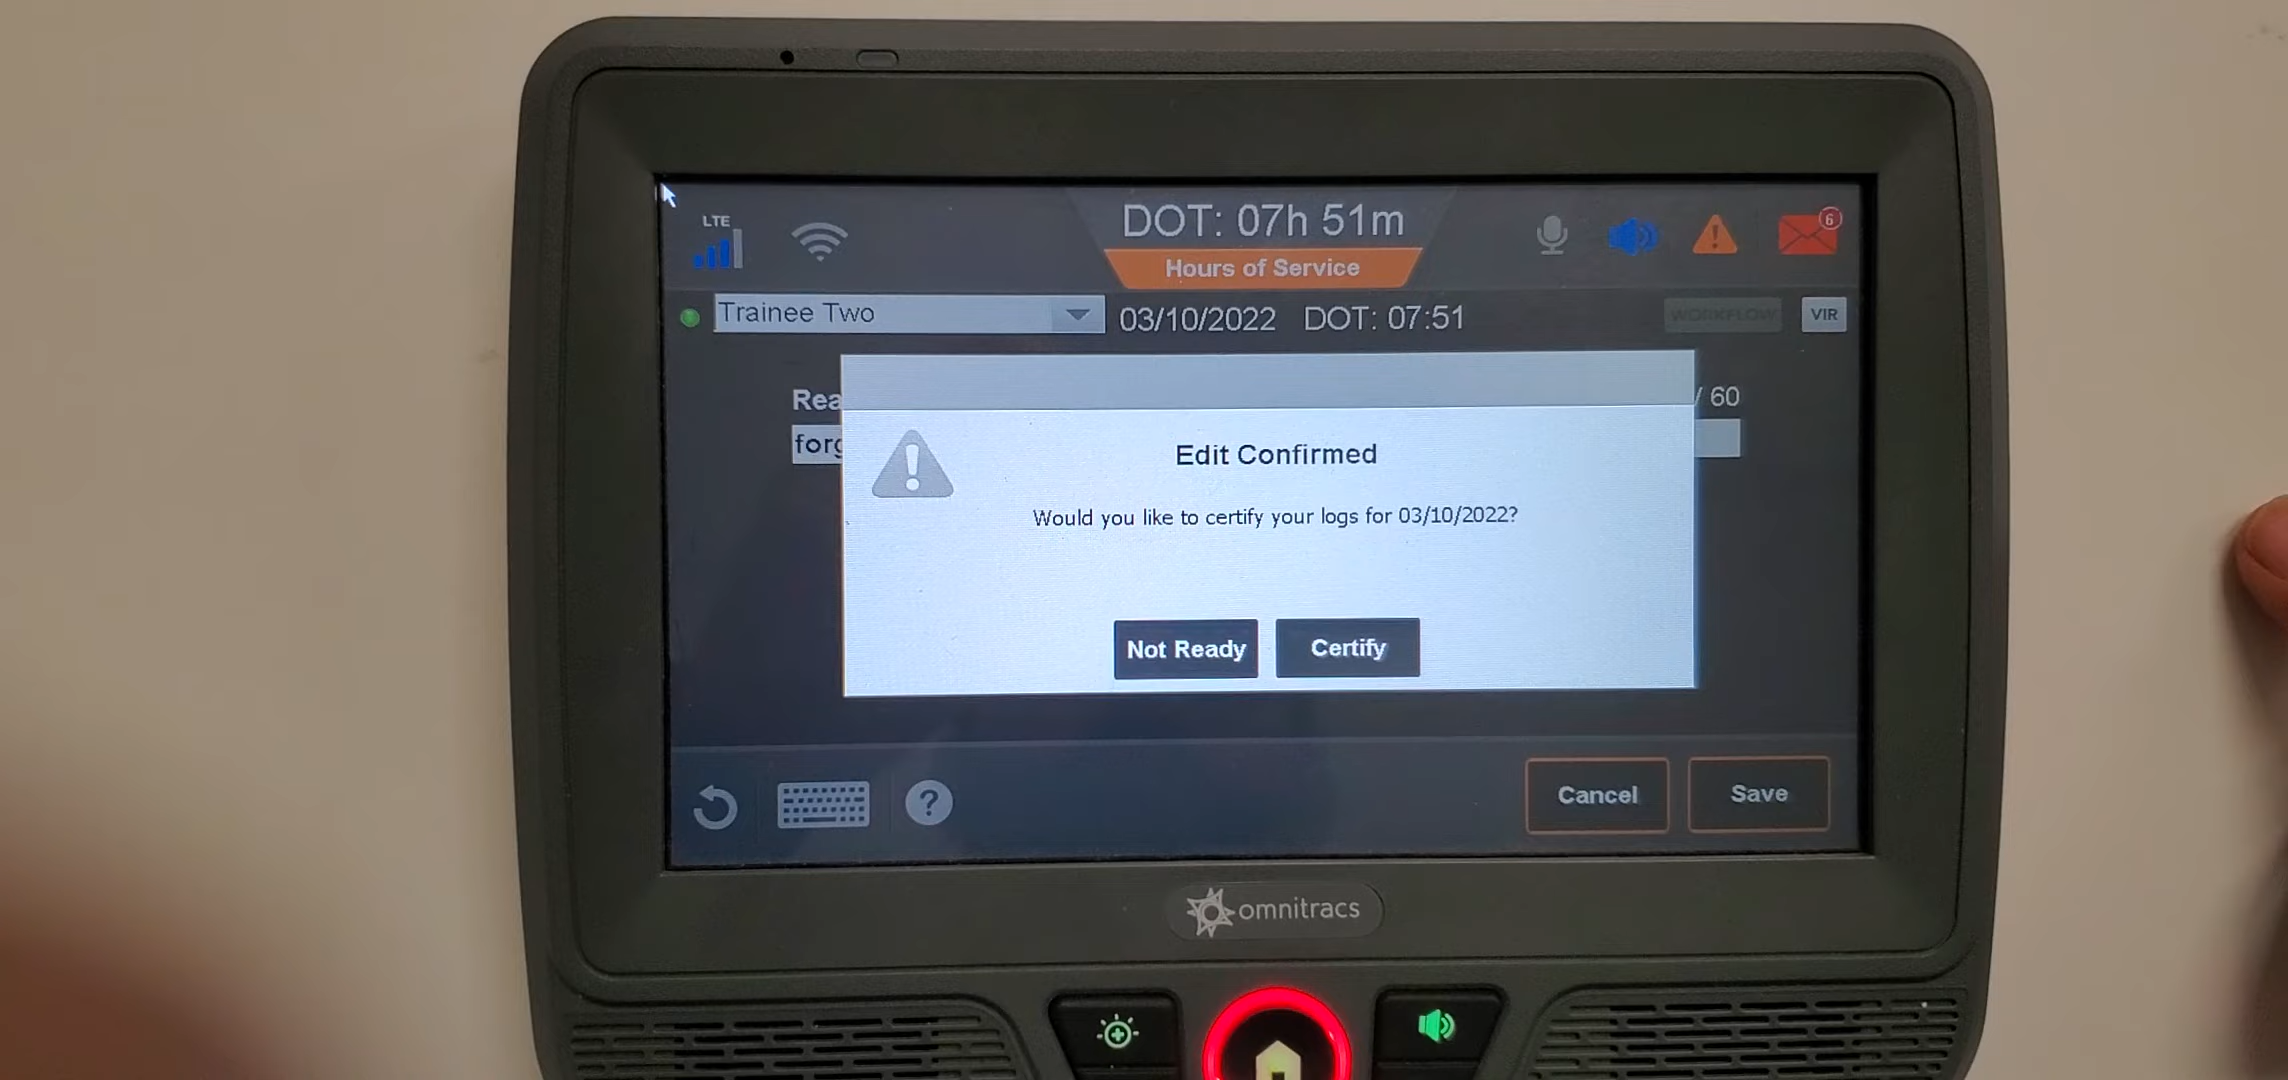 LTE
DOT: 07h 51m
6
Hours of Service
Trainee Two
03/10/2022 DOT: 07:51
WORKFLOW
VIR
Rea
/ 60
forg
Edit Confirmed
Would you like to certify your logs for 03/10/2022?
Not Ready
Certify
?
Cancel
Save
omnitracs